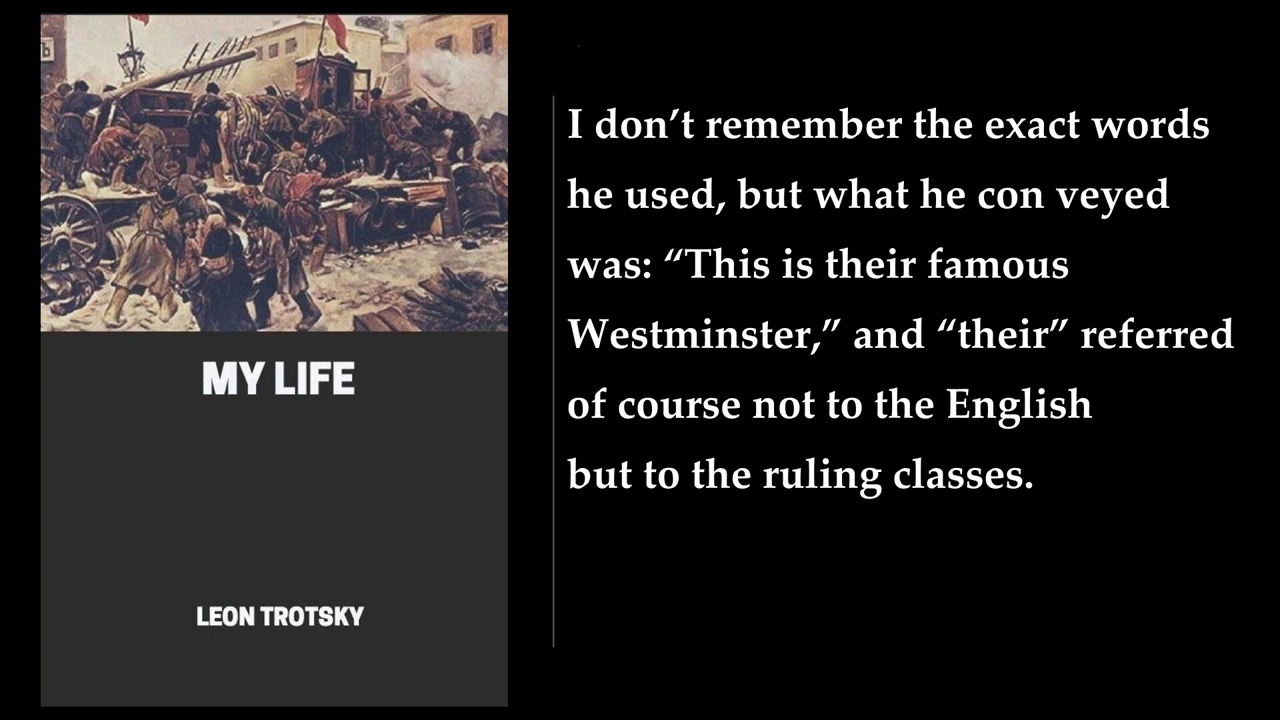 MY LIFE
LEON TROTSKY
I don’t remember the exact words
he used, but what he con veyed
was: “This is their famous
Westminster,” and “their” referred
of course not to the English
but to the ruling classes.